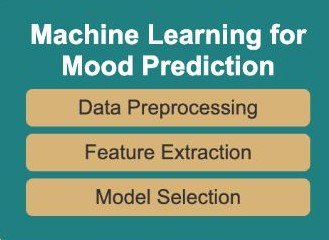 Machine Learning for
Mood Prediction
Data Preprocessing
Feature Extraction
Model Selection